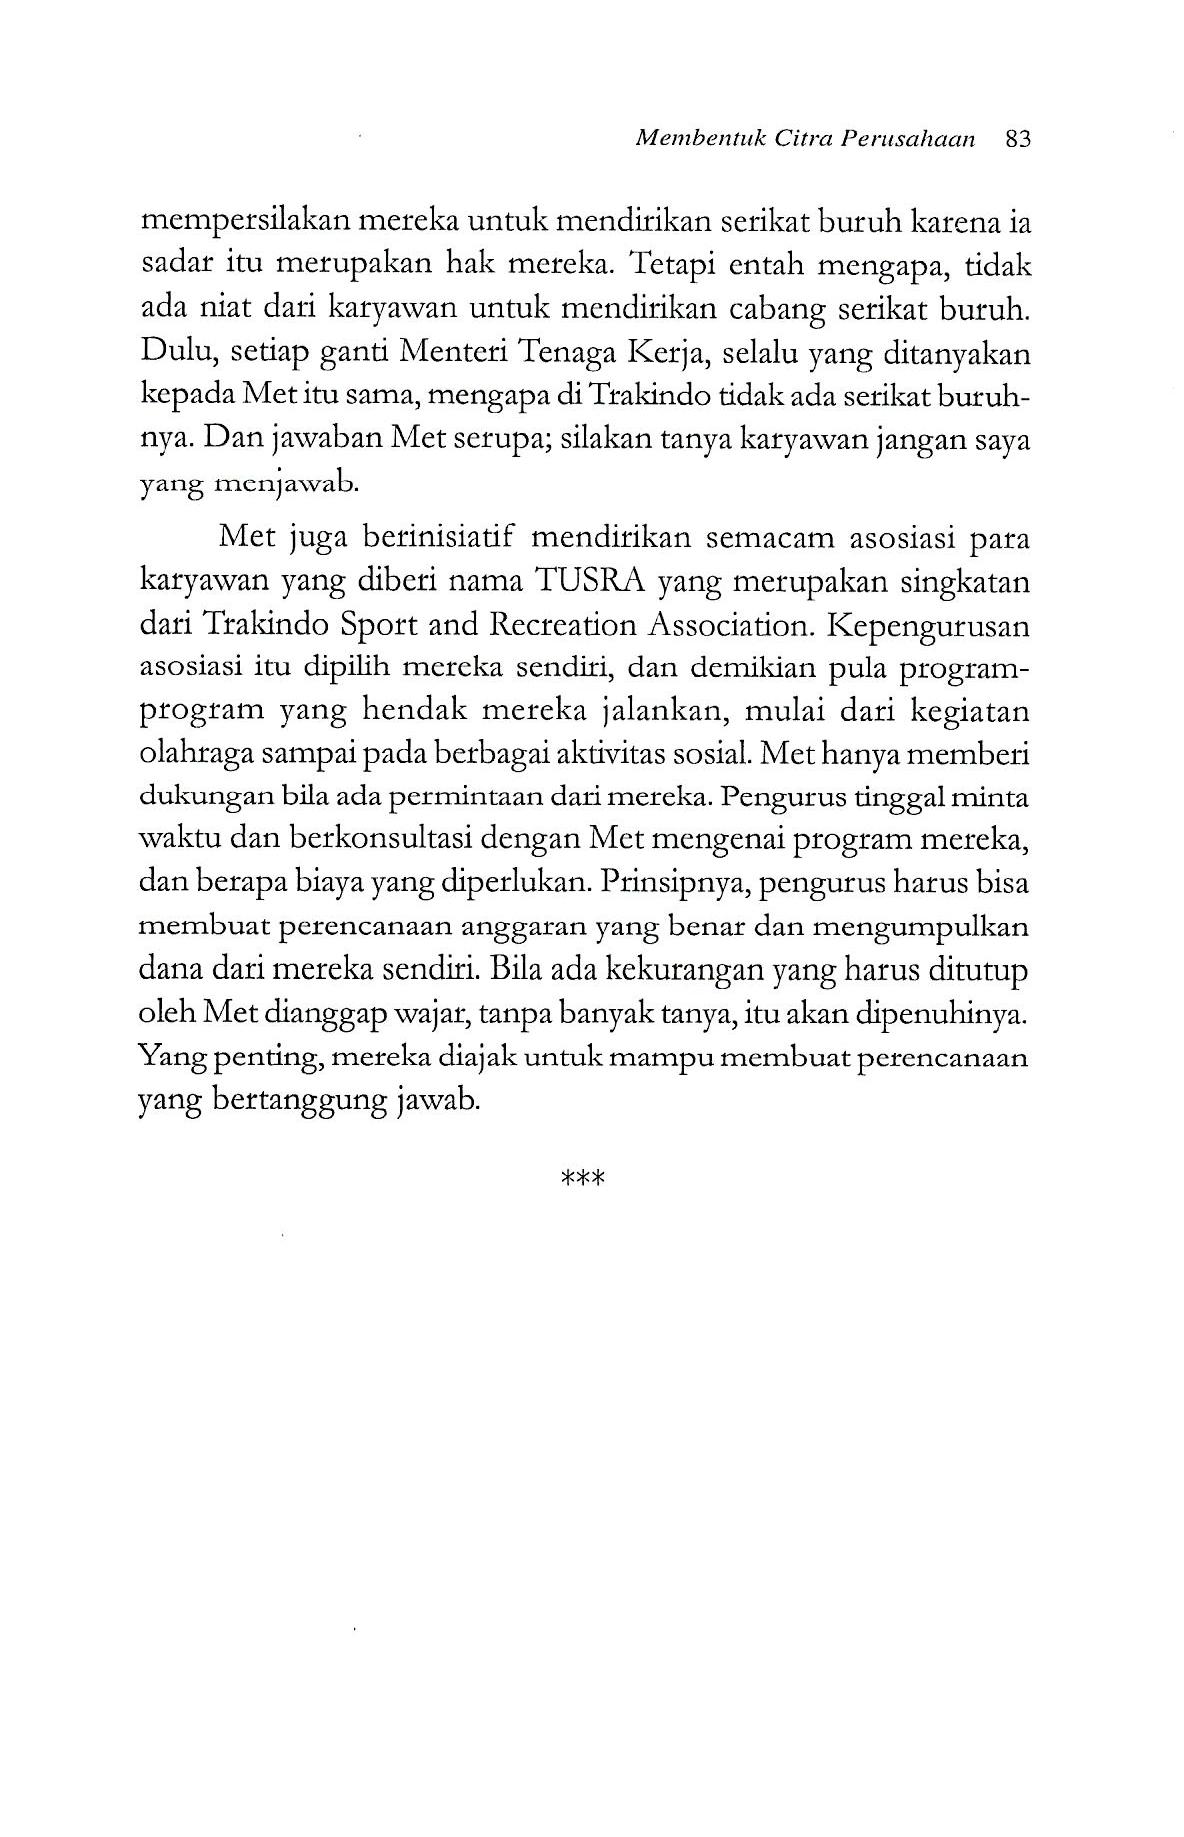 Membentuk Citra Perusahaan 83
mempersilakan mereka untuk mendirikan serikat buruh karena ia
sadar itu merupakan hak mereka. Tetapi entah mengapa, tidak
ada niat dari karyawan untuk mendirikan cabang serikat buruh.
Dulu, setiap ganti Menteri Tenaga Kerja, selalu yang ditanyakan
kepada Met itu sama, mengapa di Trakindo tidak ada serikat buruh-
nya. Dan jawaban Met serupa; silakan tanya karyawan jangan saya
yang menjawab.
Met juga berinisiatif mendirikan semacam asosiasi para
karyawan yang diberi nama TUSRA yang merupakan singkatan
dari Trakindo Sport and Recreation Association. Kepengurusan
asosiasi itu dipilih mereka sendiri, dan demikian pula program-
program yang hendak mereka jalankan, mulai dari kegiatan
olahraga sampai pada berbagai aktivitas sosial. Met hanya memberi
dukungan bila ada permintaan dari mereka. Pengurus tinggal minta
waktu dan berkonsultasi dengan Met mengenai program mereka,
dan berapa biaya yang diperlukan. Prinsipnya, pengurus harus bisa
membuat perencanaan anggaran yang benar dan mengumpulkan
dana dari mereka sendiri. Bila ada kekurangan yang harus ditutup
oleh Met dianggap wajar, tanpa banyak tanya, itu akan dipenuhinya.
Yang penting, mereka diajak untuk mampu membuat perencanaan
yang bertanggung jawab.
***